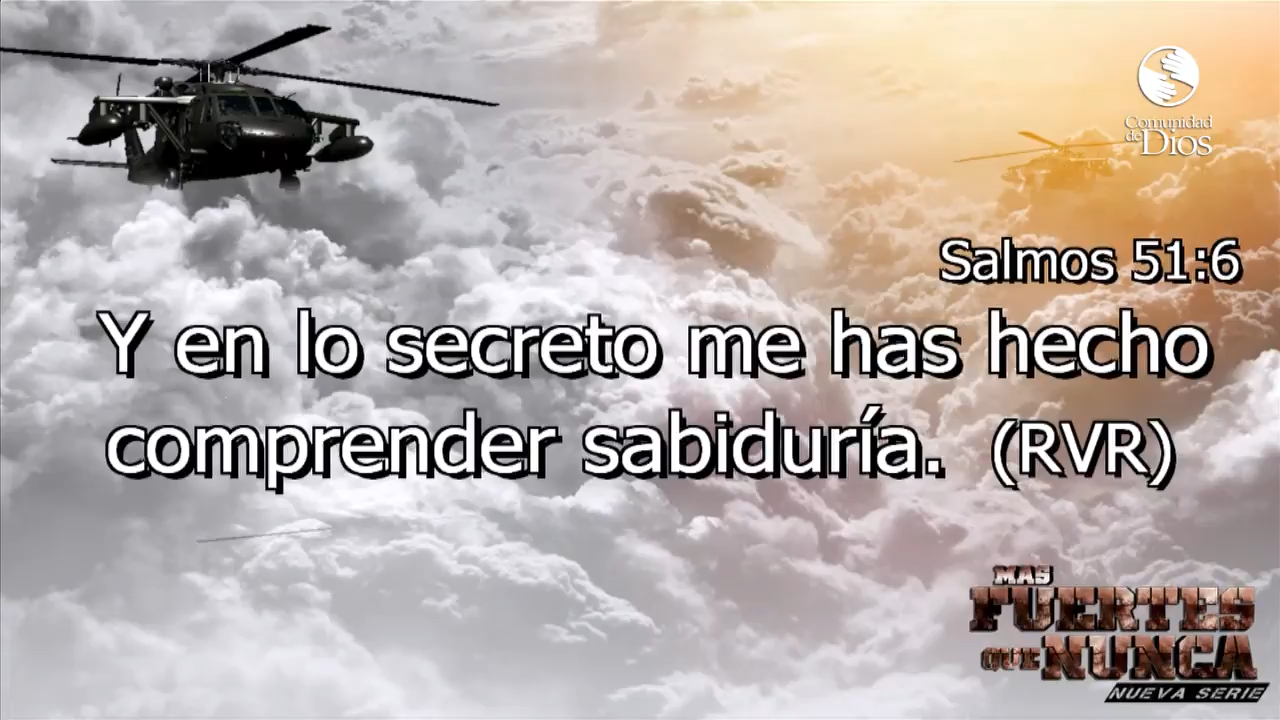 Comunidad
de Dios
Salmos 51:6
Y en lo secreto me has hecho
comprender sabiduría. (RVR)
MAS
FUERTES
QUE NUNCA
NUEVA SERIE